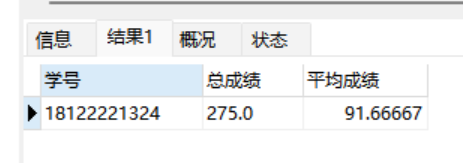 信息 结果1 概况 状态
学号 总成绩 平均成绩
18122221324 275.0 91.66667